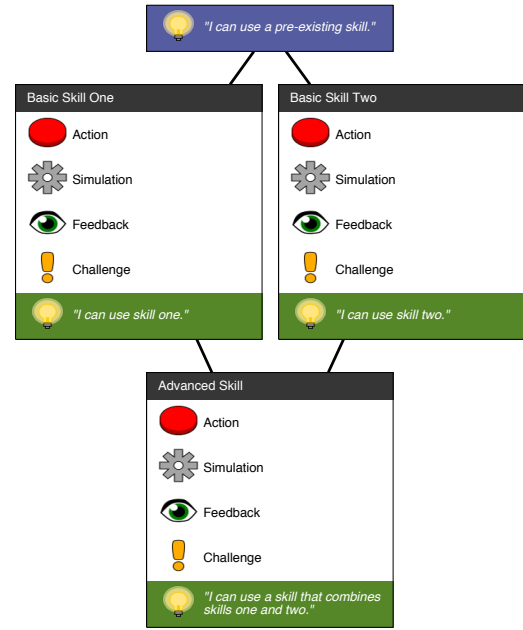 "I can use a pre-existing skill."
Basic Skill One
Action
Simulation
Feedback
Challenge
"I can use skill one."
Basic Skill Two
Action
Simulation
Feedback
Challenge
"I can use skill two."
Advanced Skill
Action
Simulation
Feedback
Challenge
"I can use a skill that combines
skills one and two."